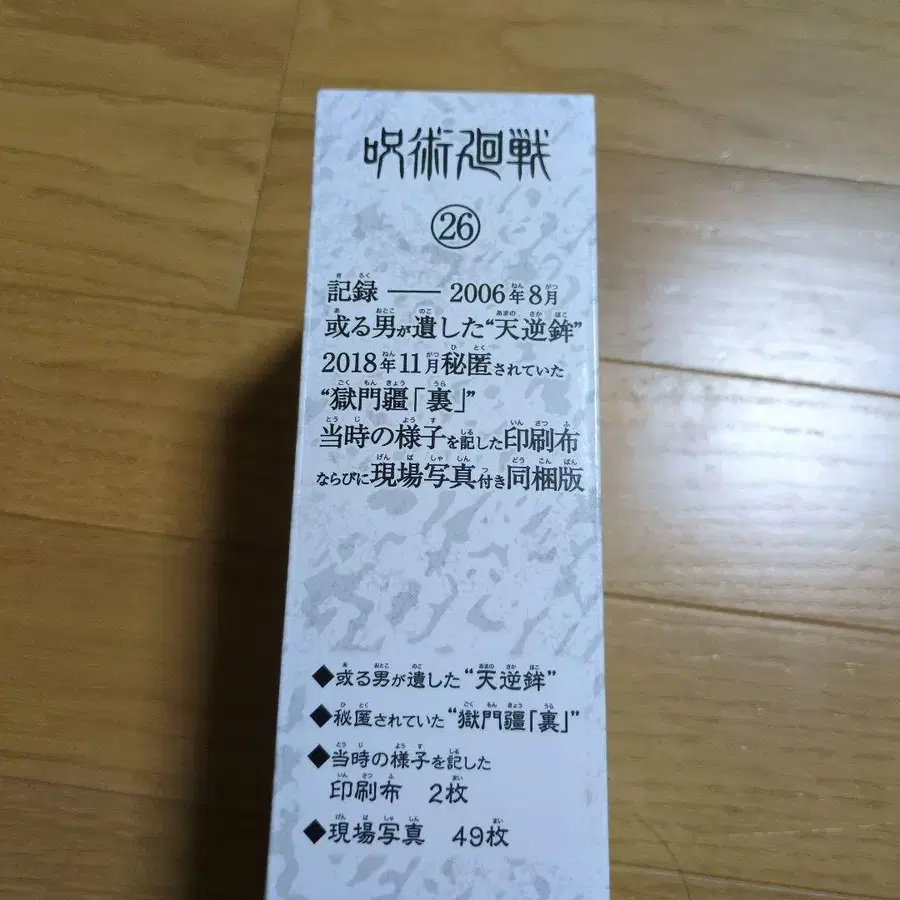 呪術廻戦
㉖
記録 ── 2006年8月
或る男が遺した“天逆鉾”
2018年11月秘匿されていた
“獄門疆「裏」”
当時の様子を記した印刷布
ならびに現場写真付き同梱版
◆或る男が遺した“天逆鉾”
◆秘匿されていた“獄門疆「裏」”
◆当時の様子を記した
印刷布 2枚
◆現場写真 49枚